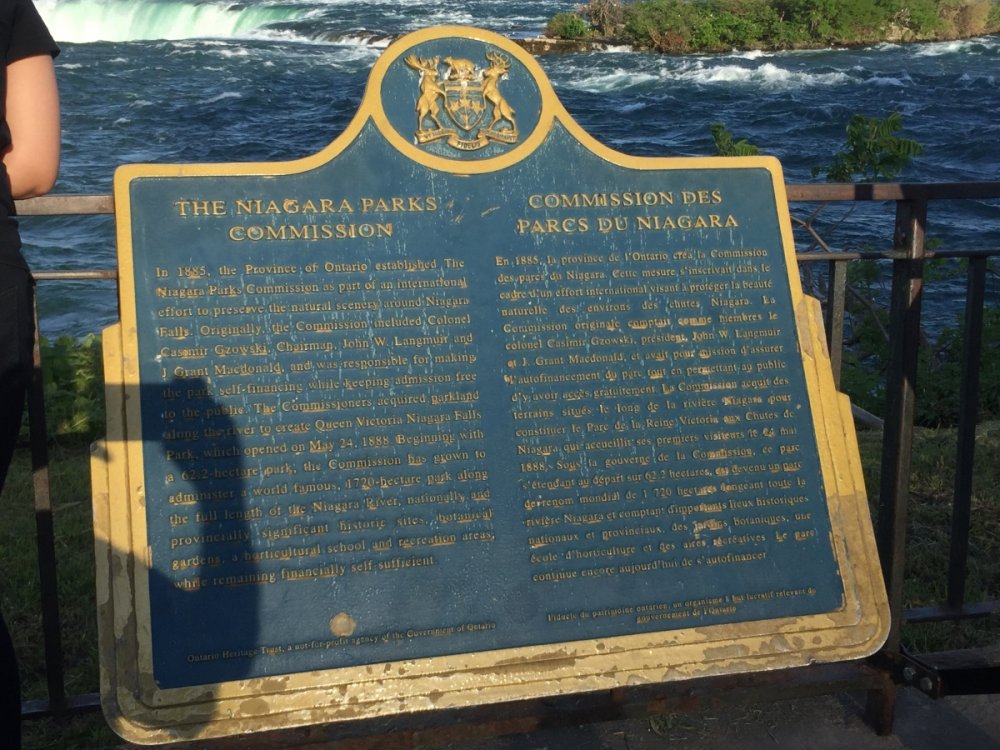 THE NIAGARA PARKS
COMMISSION
In 1885, the Province of Ontario established The
Niagara Parks Commission as part of an international
effort to preserve the natural scenery around Niagara
Falls. Originally, the Commission included Colonel
Casimir Gzowski, Chairman, John W. Langmuir and
J. Grant Macdonald, and was responsible for making
the park self-financing while keeping admission free
to the public. The Commissioners acquired parkland
along the river to create Queen Victoria Niagara Falls
Park, which opened on May 24, 1888. Beginning with
a 62.2-hectare park, the Commission has grown to
administer a world famous, 1720-hectare park along
the full length of the Niagara River, nationally and
provincially significant historic sites, botanical
gardens, a horticultural school and recreation areas,
while remaining financially self sufficient.
Ontario Heritage Trust, a not-for-profit agency of the Government of Ontario
COMMISSION DES
PARCS DU NIAGARA
En 1885, la province de l'Ontario créa la Commission
des parcs du Niagara. Cette mesure s'inscrivait dans le
cadre d'un effort international visant à protéger la beauté
naturelle des environs des chutes Niagara. La
Commission originale comptait comme membres le
colonel Casimir Gzowski, président, John W. Langmuir
et J. Grant Macdonald, et avait pour mission d'assurer
l'autofinancement du parc tout en permettant au public
d'y avoir accès gratuitement. La Commission acquit des
terrains situés le long de la rivière Niagara pour
constituer le Parc de la Reine Victoria aux Chutes de
Niagara qui accueillit ses premiers visiteurs le 24 mai
1888. Sous la gouverne de la Commission, ce parc
s'étendant au départ sur 62.2 hectares, est devenu un parc
de renom mondial de 1 720 hectares longeant toute la
rivière Niagara et comptant d'importants lieux historiques
nationaux et provinciaux, des jardins botaniques, une
école d'horticulture et des aires récréatives. Le parc
continue encore aujourd'hui de s'autofinancer.
Fiducie du patrimoine ontarien, un organisme à but lucratif relevant du
gouvernement de l'Ontario